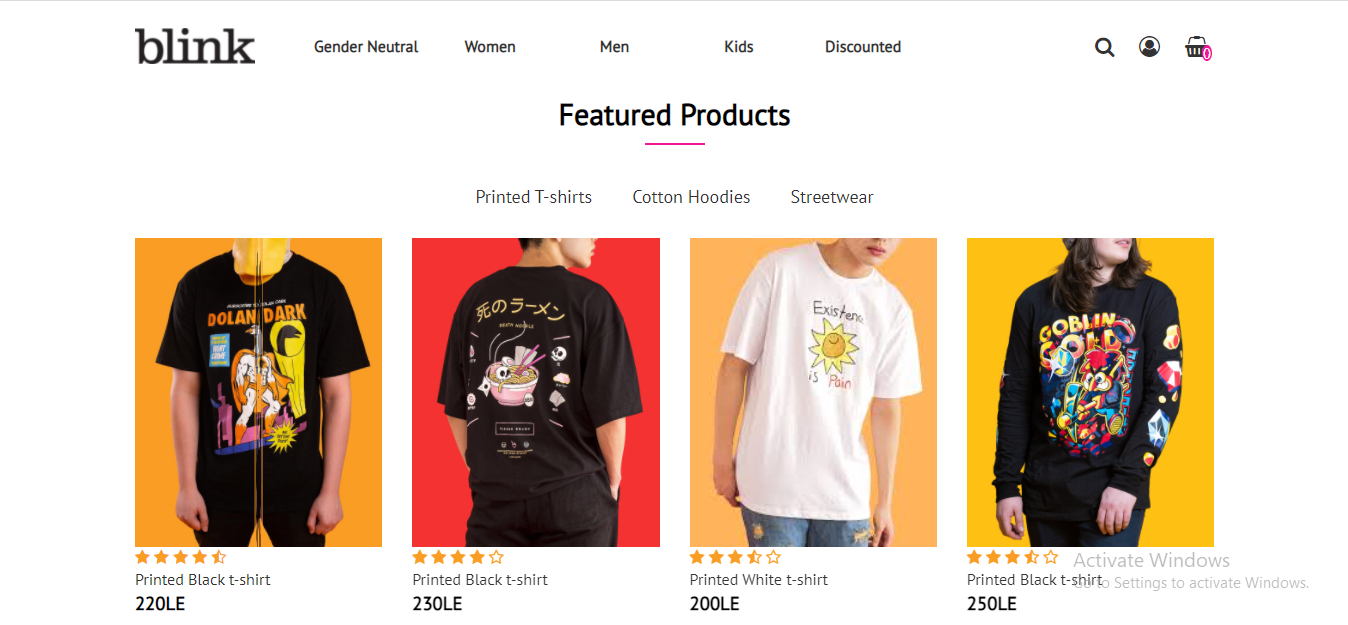 blink
Gender Neutral
Women
Men
Kids
Discounted
0
Featured Products
Printed T-shirts
Cotton Hoodies
Streetwear
DOLAN DARK
死のラーメン
DEATH NOODLE
PLEASE ENJOY
Existence
is Pain
GOBLIN
GOLD
Printed Black t-shirt
220LE
Printed Black t-shirt
230LE
Printed White t-shirt
200LE
Printed Black t-shirt
250LE
Activate Windows
Go to Settings to activate Windows.